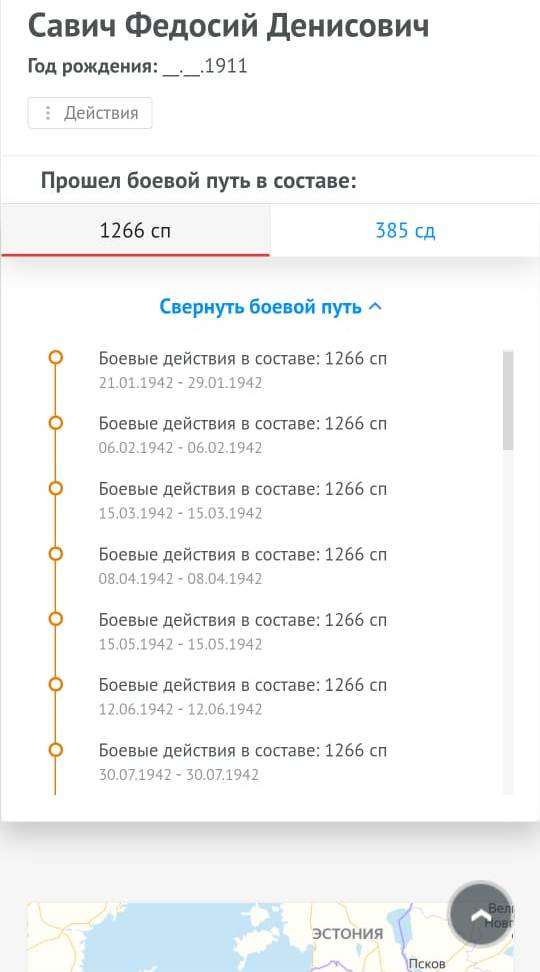 Савич Федосий Денисович
Год рождения: __.__.1911
Действия
Прошел боевой путь в составе:
1266 сп
385 сд
Свернуть боевой путь
Боевые действия в составе: 1266 сп
21.01.1942 - 29.01.1942
Боевые действия в составе: 1266 сп
06.02.1942 - 06.02.1942
Боевые действия в составе: 1266 сп
15.03.1942 - 15.03.1942
Боевые действия в составе: 1266 сп
08.04.1942 - 08.04.1942
Боевые действия в составе: 1266 сп
15.05.1942 - 15.05.1942
Боевые действия в составе: 1266 сп
12.06.1942 - 12.06.1942
Боевые действия в составе: 1266 сп
30.07.1942 - 30.07.1942
ЭСТОНИЯ
Псков